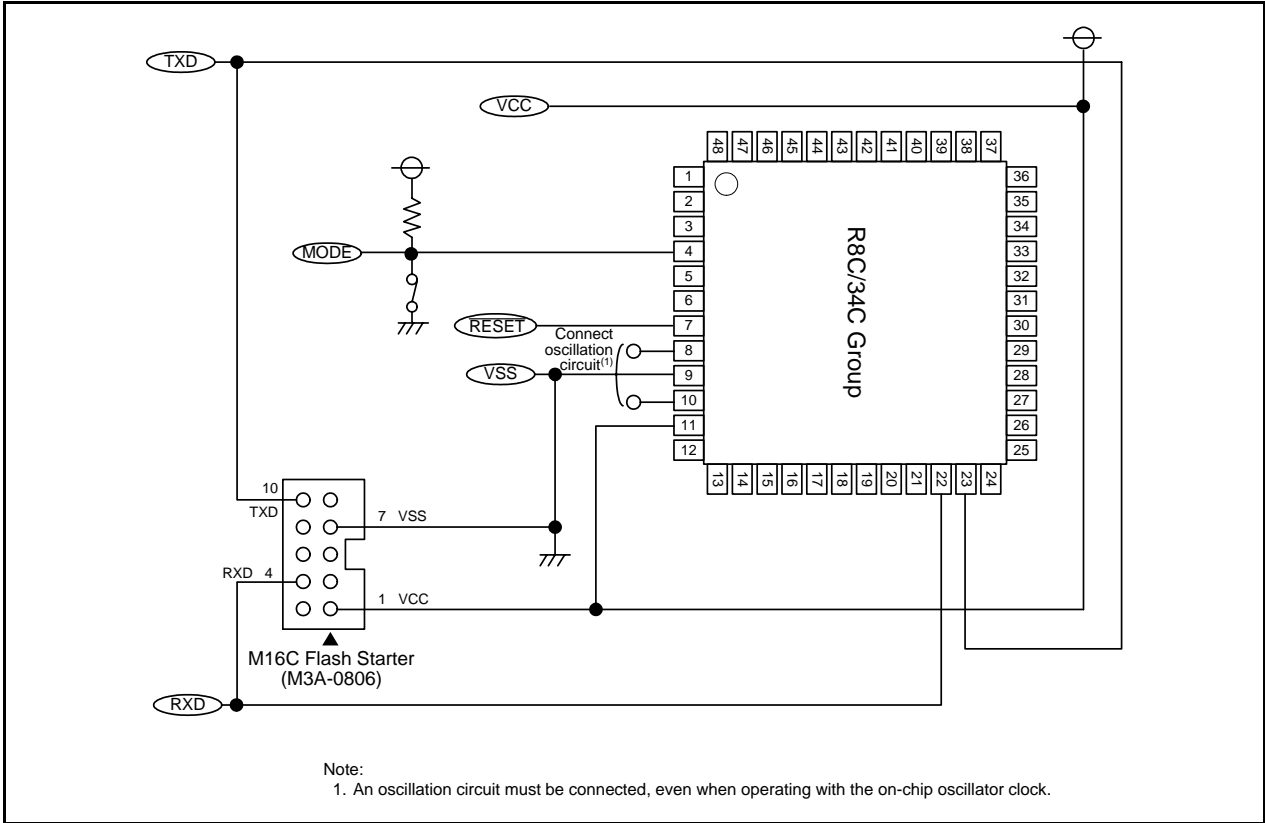 TXD
VCC
48 47 46 45 44 43 42 41 40 39 38 37
1
2
3
4
5
6
7
8
9
10
11
12
36
35
34
33
32
31
30
29
28
27
26
25
R8C/34C Group
MODE
RESET
Connect
oscillation
circuit(1)
VSS
13 14 15 16 17 18 19 20 21 22 23 24
10
TXD
7 VSS
RXD 4
1 VCC
M16C Flash Starter
(M3A-0806)
RXD
Note:
1. An oscillation circuit must be connected, even when operating with the on-chip oscillator clock.